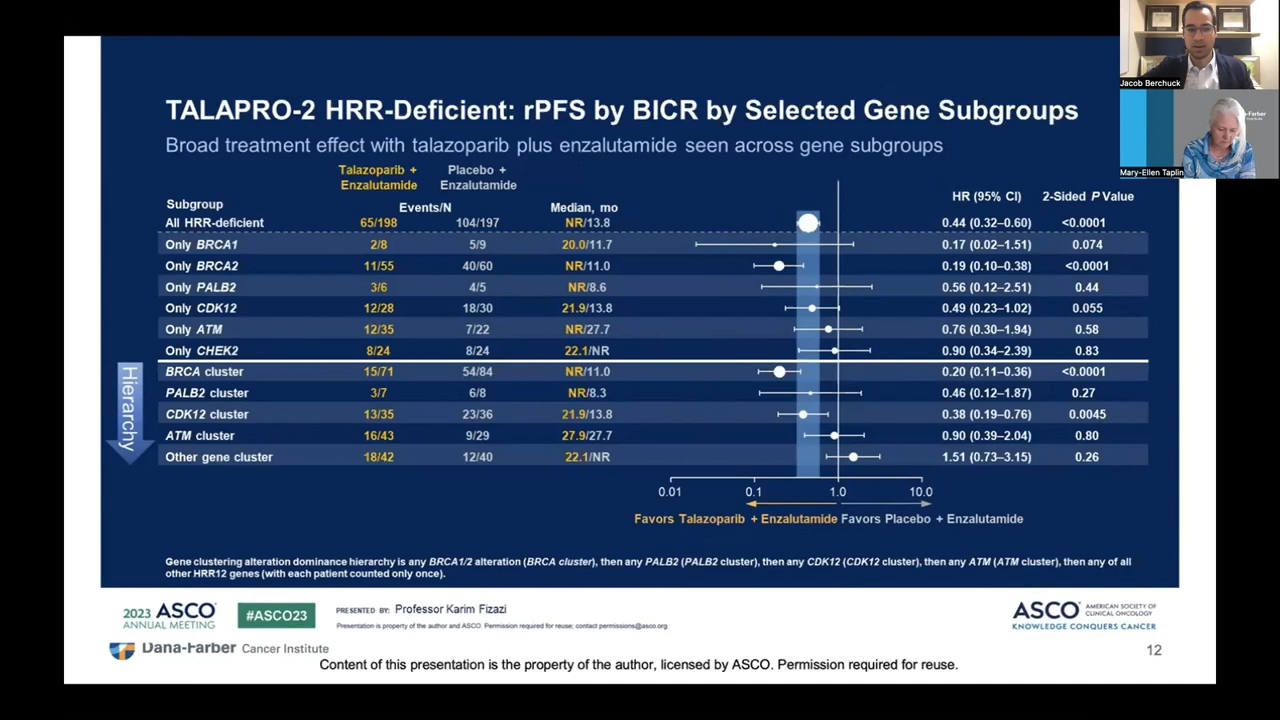 TALAPRO-2 HRR-Deficient: rPFS by BICR by Selected Gene Subgroups
Broad treatment effect with talazoparib plus enzalutamide seen across gene subgroups
Jacob Berchuck
Mary-Ellen Taplin
Talazoparib + Enzalutamide
Placebo + Enzalutamide
Subgroup Events/N Median, mo HR (95% CI) 2-Sided P Value
All HRR-deficient 65/198 104/197 NR/13.8 0.44 (0.32–0.60) <0.0001
Only BRCA1 2/8 5/9 20.0/11.7 0.17 (0.02–1.51) 0.074
Only BRCA2 11/55 40/60 NR/11.0 0.19 (0.10–0.38) <0.0001
Only PALB2 3/6 4/5 NR/8.6 0.56 (0.12–2.51) 0.44
Only CDK12 12/28 18/30 21.9/13.8 0.49 (0.23–1.02) 0.055
Only ATM 12/35 7/22 NR/27.7 0.76 (0.30–1.94) 0.58
Only CHEK2 8/24 8/24 22.1/NR 0.90 (0.34–2.39) 0.83
BRCA cluster 15/71 54/84 NR/11.0 0.20 (0.11–0.36) <0.0001
PALB2 cluster 3/7 6/8 NR/8.3 0.46 (0.12–1.87) 0.27
CDK12 cluster 13/35 23/36 21.9/13.8 0.38 (0.19–0.76) 0.0045
ATM cluster 16/43 9/29 27.9/27.7 0.90 (0.39–2.04) 0.80
Other gene cluster 18/42 12/40 22.1/NR 1.51 (0.73–3.15) 0.26
Hierarchy
0.01 0.1 1.0 10.0
Favors Talazoparib + Enzalutamide Favors Placebo + Enzalutamide
Gene clustering alteration dominance hierarchy is any BRCA1/2 alteration (BRCA cluster), then any PALB2 (PALB2 cluster), then any CDK12 (CDK12 cluster), then any ATM (ATM cluster), then any of all
other HRR12 genes (with each patient counted only once).
2023 ASCO
ANNUAL MEETING
#ASCO23
PRESENTED BY: Professor Karim Fizazi
Presentation is property of the author and ASCO. Permission required for reuse; contact permissions@asco.org.
ASCO AMERICAN SOCIETY OF
CLINICAL ONCOLOGY
KNOWLEDGE CONQUERS CANCER
Dana-Farber Cancer Institute
12
Content of this presentation is the property of the author, licensed by ASCO. Permission required for reuse.